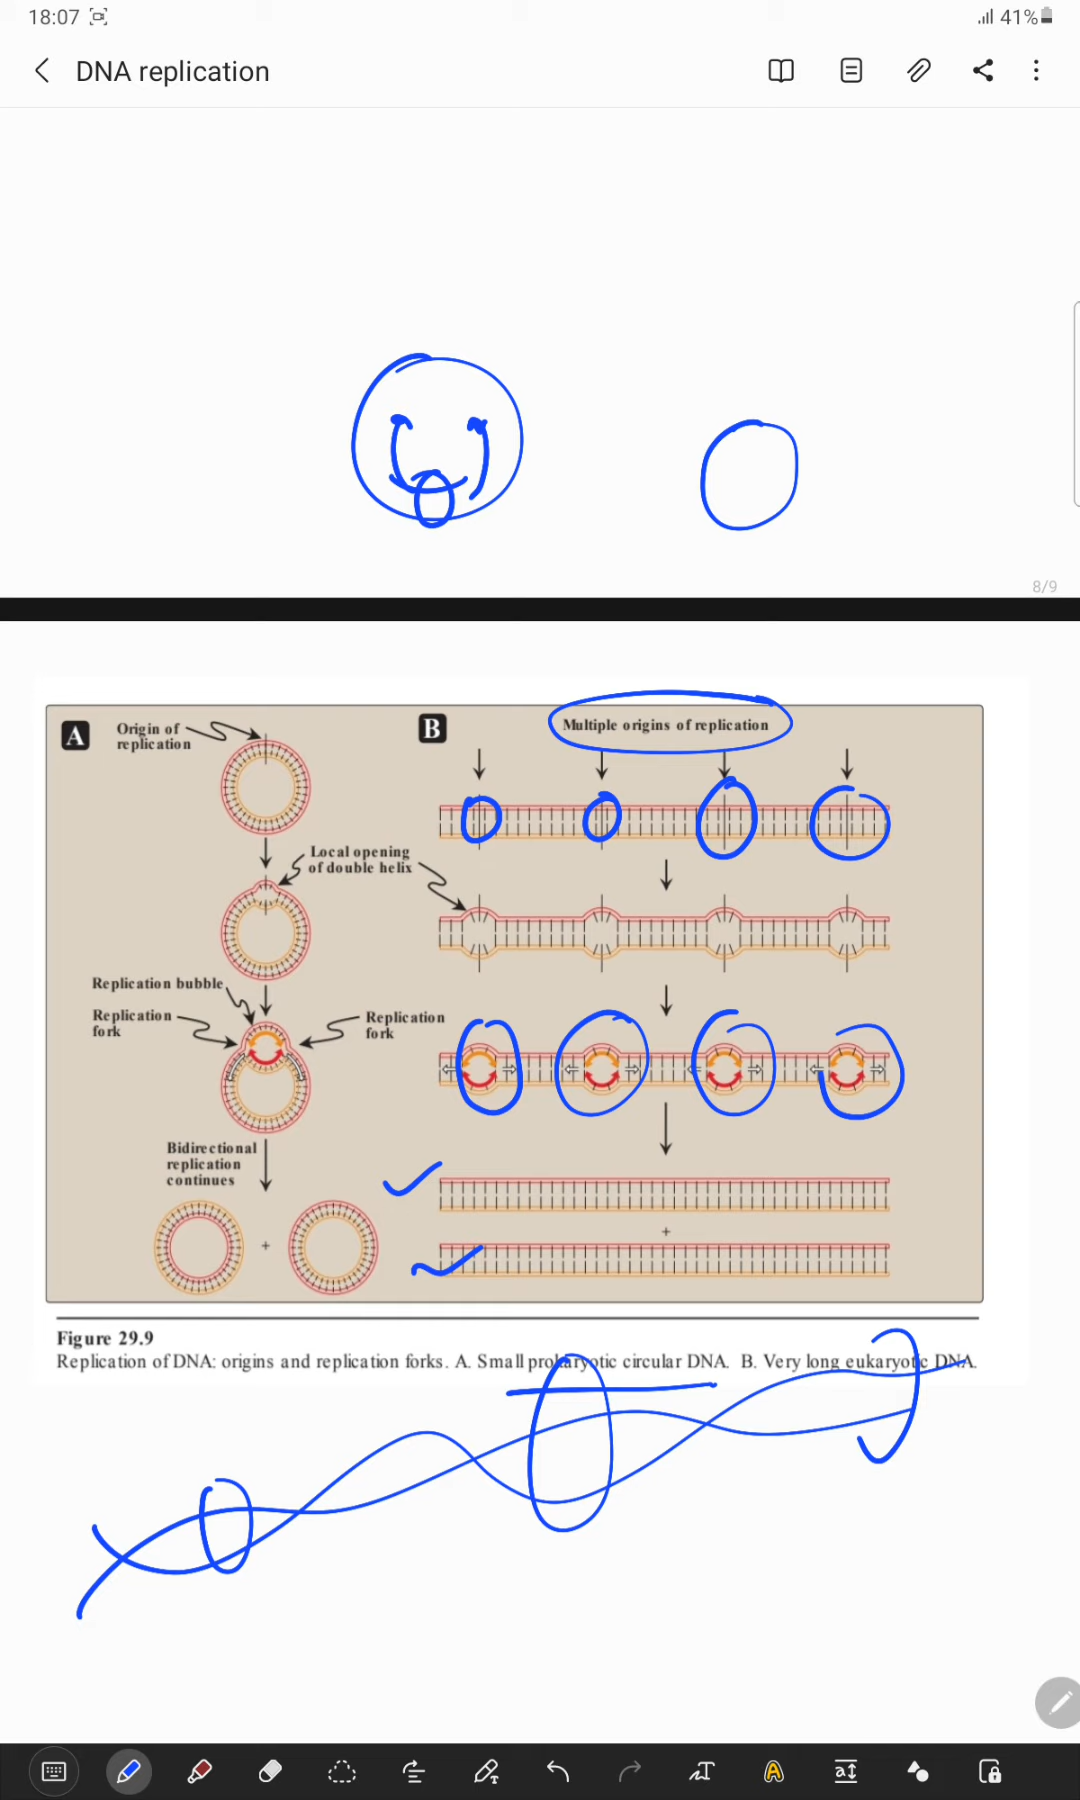 18:07
41%
DNA replication
8/9
A
Origin of
replication
B
Multiple origins of replication
Local opening
of double helix
Replication bubble
Replication
fork
Replication
fork
Bidirectional
replication
continues
+
+
Figure 29.9
Replication of DNA: origins and replication forks. A. Small prokaryotic circular DNA. B. Very long eukaryotic DNA.